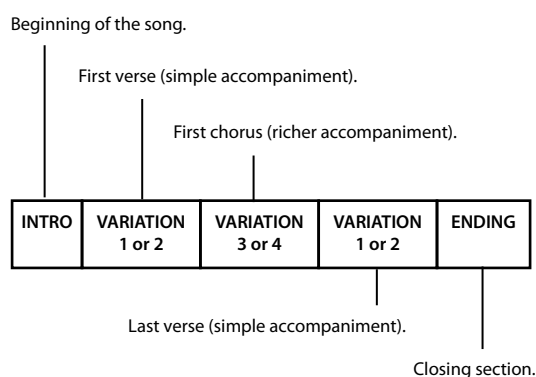 Beginning of the song.
First verse (simple accompaniment).
First chorus (richer accompaniment).
INTRO
VARIATION
1 or 2
VARIATION
3 or 4
VARIATION
1 or 2
ENDING
Last verse (simple accompaniment).
Closing section.